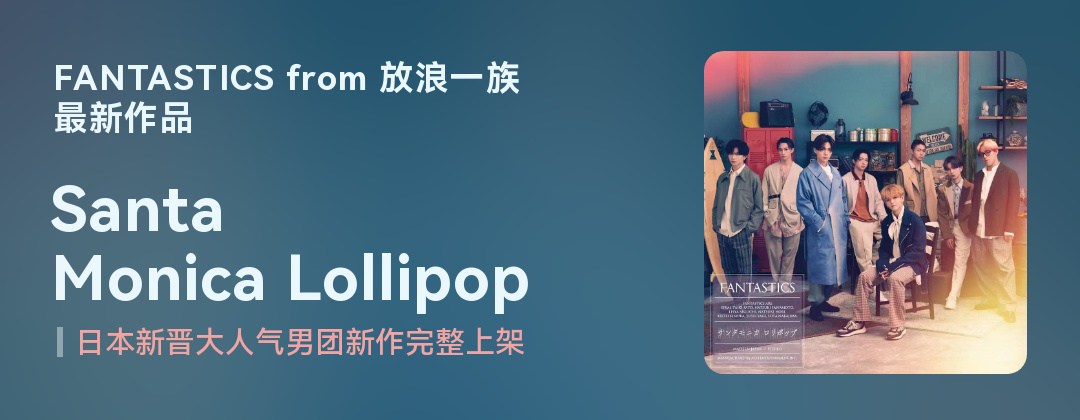 FANTASTICS from 放浪一族
最新作品
Santa
Monica Lollipop
日本新晋大人气男团新作完整上架
WELCOME
FANTASTICS
サンタモニカ ロリポップ